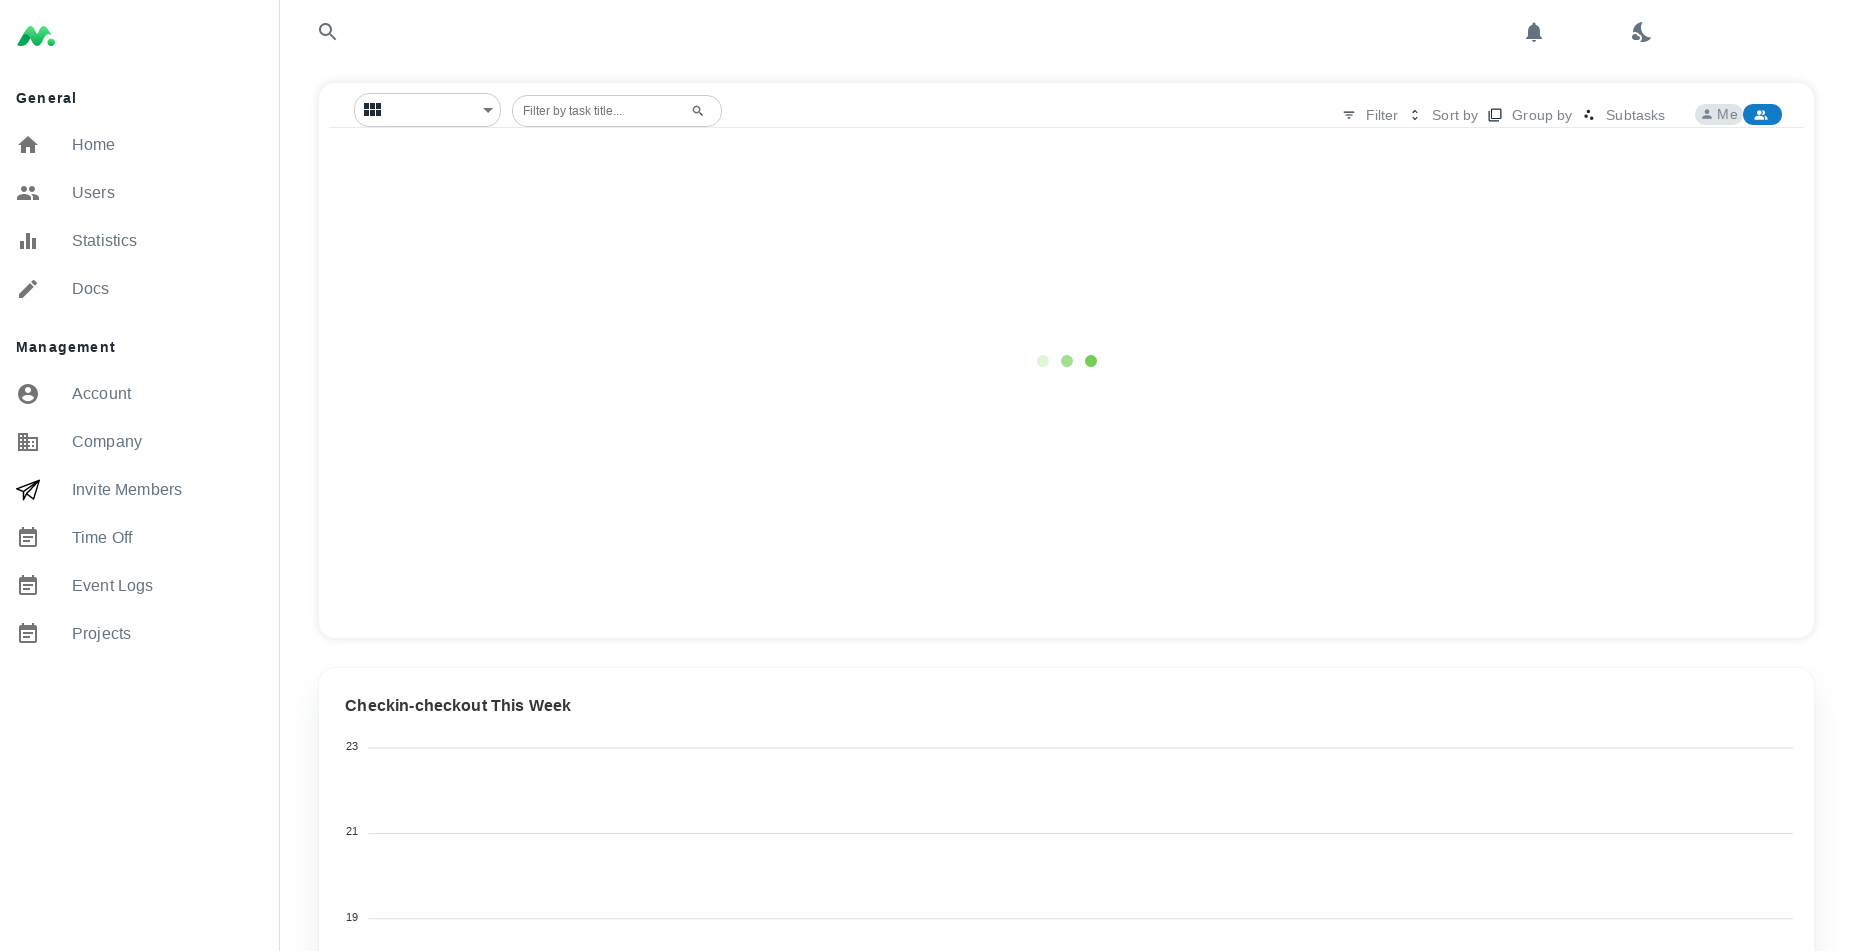 General
Home
Users
Statistics
Docs
Management
Account
Company
Invite Members
Time Off
Event Logs
Projects
Filter by task title...
Filter
Sort by
Group by
Subtasks
Me
Checkin-checkout This Week
23
21
19